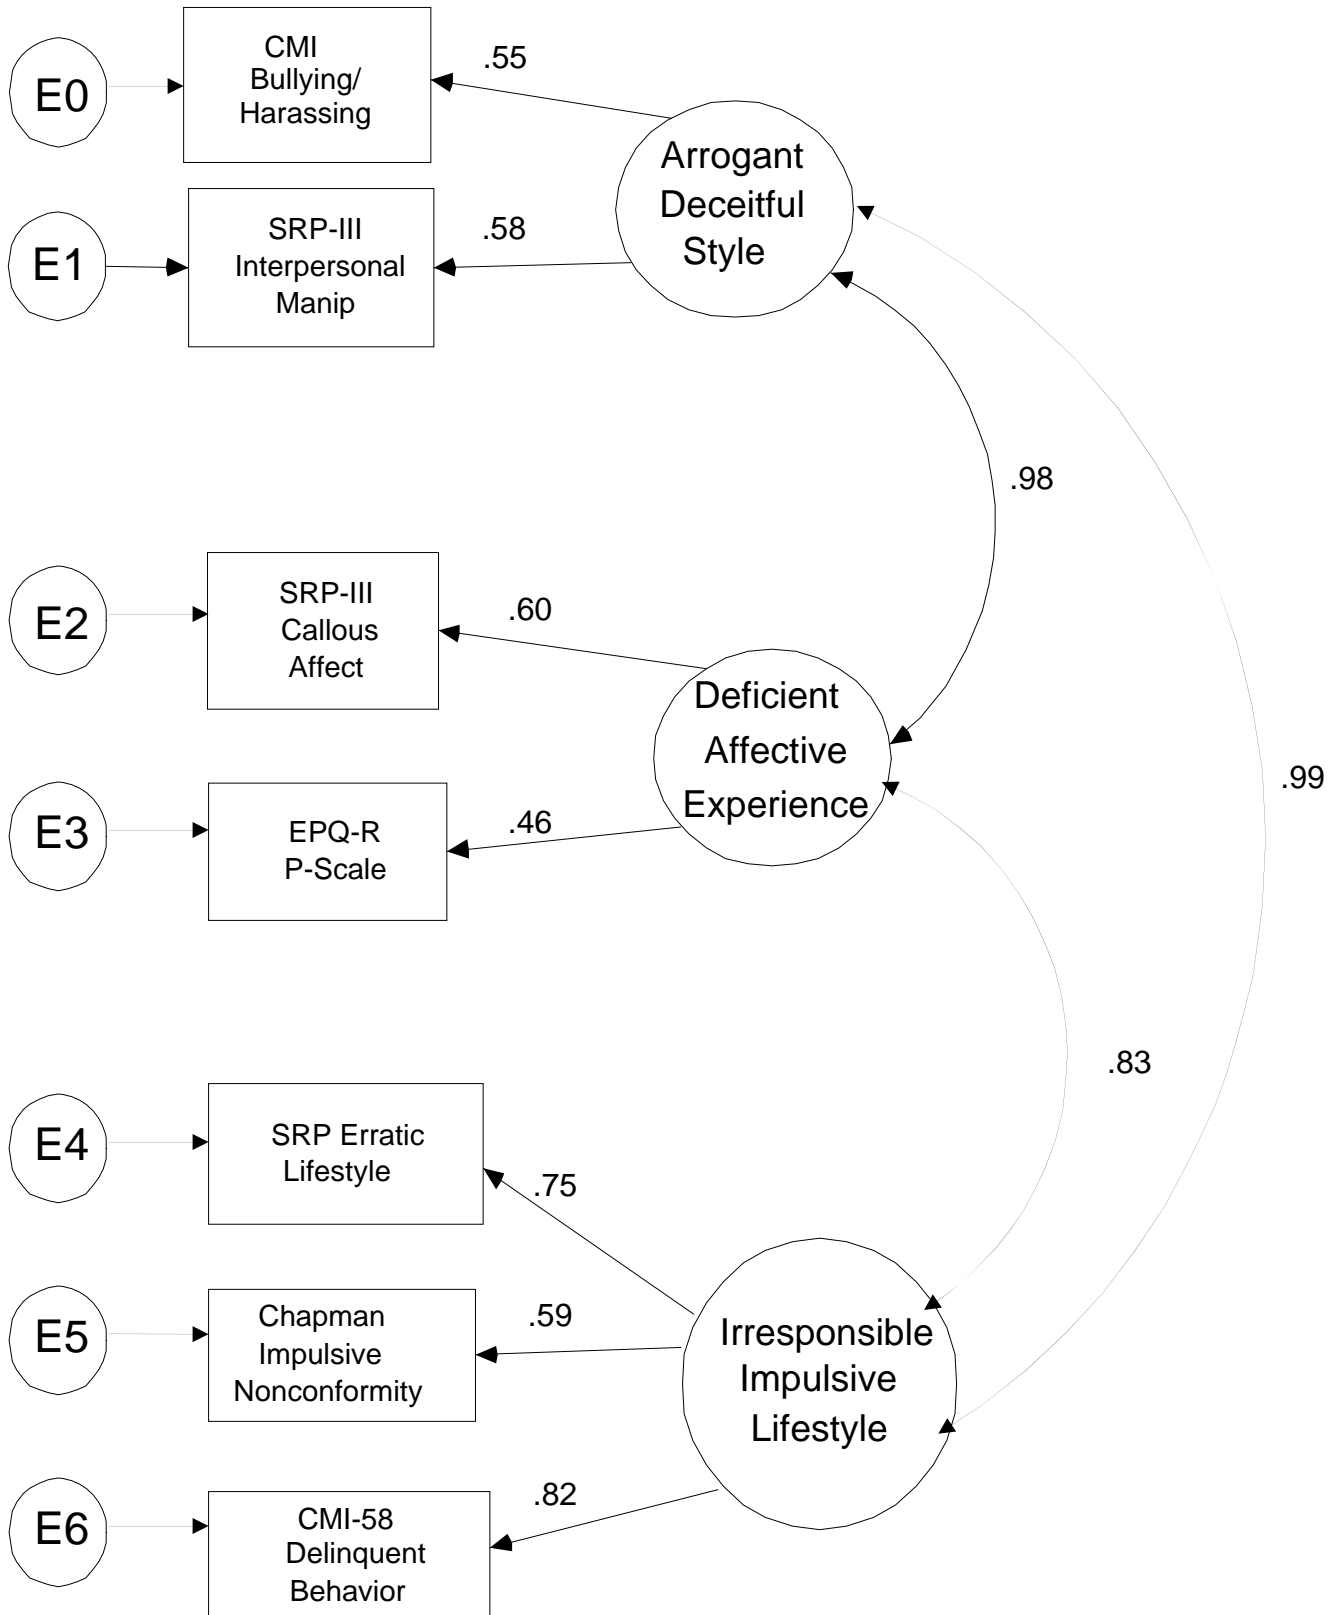 E0
CMI
Bullying/
Harassing
.55
Arrogant
Deceitful
Style
E1
SRP-III
Interpersonal
Manip
.58
.98
E2
SRP-III
Callous
Affect
.60
Deficient
Affective
Experience
.99
E3
EPQ-R
P-Scale
.46
.83
E4
SRP Erratic
Lifestyle
.75
E5
Chapman
Impulsive
Nonconformity
.59
Irresponsible
Impulsive
Lifestyle
E6
CMI-58
Delinquent
Behavior
.82